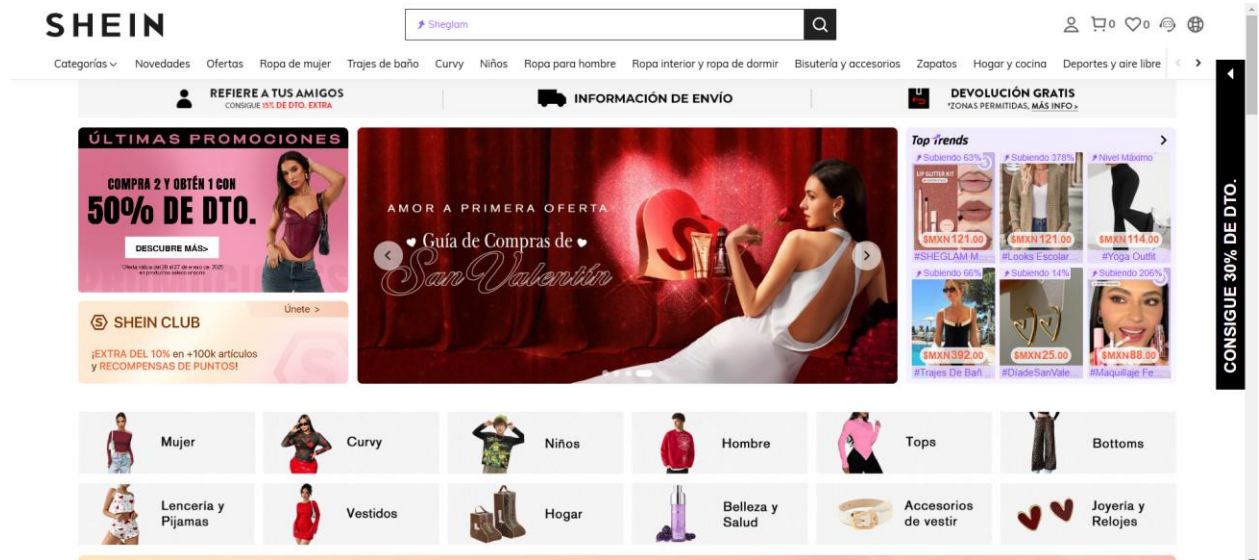 SHEIN
Sheglam
0
0
Categorías
Novedades
Ofertas
Ropa de mujer
Trajes de baño
Curvy
Niños
Ropa para hombre
Ropa interior y ropa de dormir
Bisutería y accesorios
Zapatos
Hogar y cocina
Deportes y aire libre
REFIERE A TUS AMIGOS
CONSIGUE 15% DE DTO. EXTRA
INFORMACIÓN DE ENVÍO
DEVOLUCIÓN GRATIS
*ZONAS PERMITIDAS, MÁS INFO>
ÚLTIMAS PROMOCIONES
COMPRA 2 Y OBTÉN 1 CON
50% DE DTO.
DESCUBRE MÁS>
SHEIN CLUB
Únete >
¡EXTRA DEL 10% en +100k artículos
y RECOMPENSAS DE PUNTOS!
AMOR A PRIMERA OFERTA
Guía de Compras de
San Valentín
Top Trends
Subiendo 63%
Subiendo 378%
Nivel Máximo
LIP GLITTER KIT
$MXN121.00
$MXN121.00
$MXN114.00
#SHEGLAM M...
#Looks Escolar...
#Yoga Outfit
Subiendo 66%
Subiendo 14%
Subiendo 206%
$MXN392.00
$MXN25.00
$MXN88.00
#Trajes De Bañ...
#DíadeSanVale...
#Maquillaje Fe...
CONSIGUE 30% DE DTO.
Mujer
Curvy
Niños
Hombre
Tops
Bottoms
Lencería y
Pijamas
Vestidos
Hogar
Belleza y
Salud
Accesorios
de vestir
Joyería y
Relojes